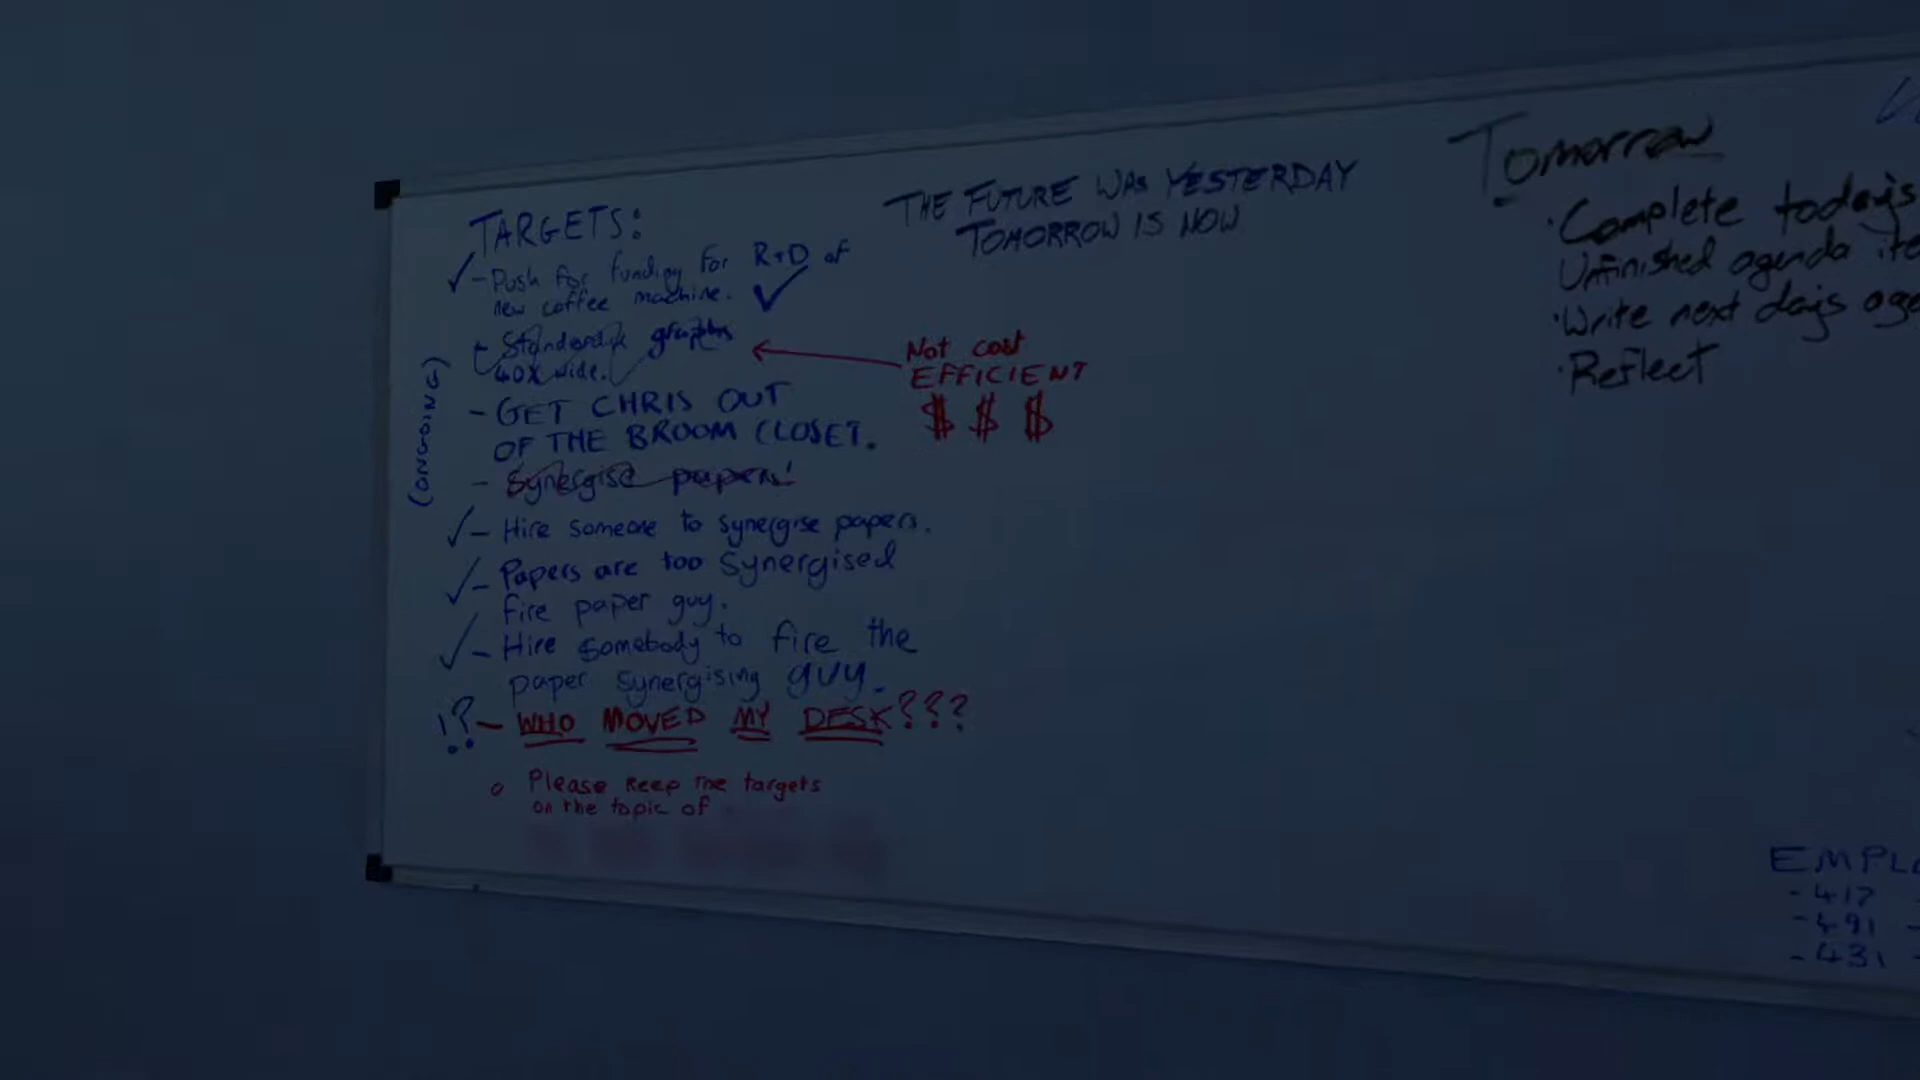 TARGETS:
- Push for funding for R+D of
new coffee machine.
- Standardise graphs
40x wide.
(ONGOING)
- GET CHRIS OUT
OF THE BROOM CLOSET.
- Synergise papers!
- Hire someone to synergise papers.
- Papers are too synergised
fire paper guy.
- Hire somebody to fire the
paper synergising guy.
!? - WHO MOVED MY DESK???
o Please keep the targets
on the topic of
THE FUTURE WAS YESTERDAY
TOMORROW IS NOW
Not cost
EFFICIENT
$ $ $
Tomorrow
·Complete today's
Unfinished agenda ite
·Write next day's age
·Reflect
EMPLO
- 417 -
- 491 -
- 431 -